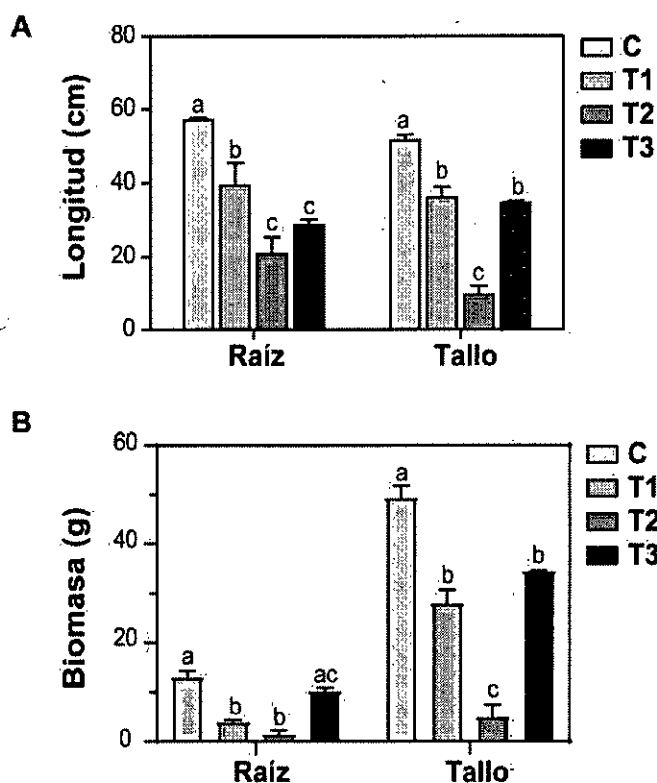 A
Longitud (cm)
80
60
40
20
0
a
b
c
c
a
b
c
b
Raíz
Tallo
C
T1
T2
T3
B
Biomasa (g)
60
40
20
0
a
b
b
ac
a
b
c
b
Raíz
Tallo
C
T1
T2
T3